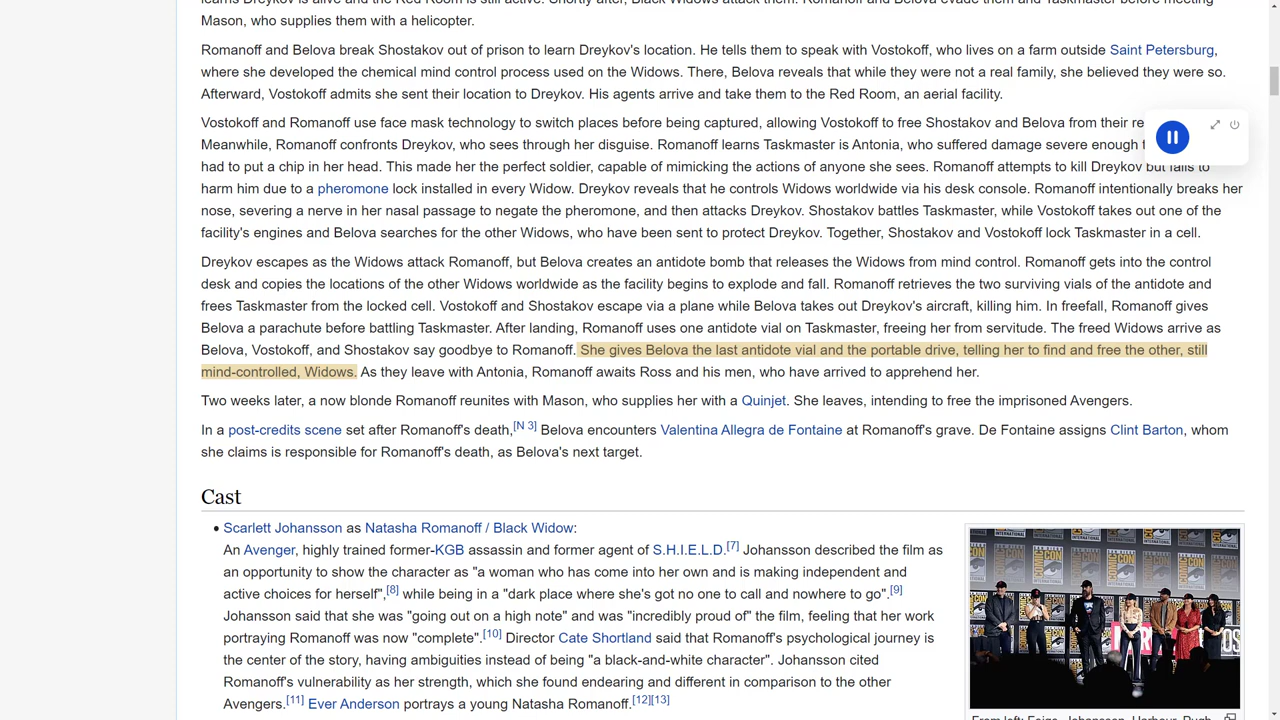 Mason, who supplies them with a helicopter.
Romanoff and Belova break Shostakov out of prison to learn Dreykov's location. He tells them to speak with Vostokoff, who lives on a farm outside Saint Petersburg,
where she developed the chemical mind control process used on the Widows. There, Belova reveals that while they were not a real family, she believed they were so.
Afterward, Vostokoff admits she sent their location to Dreykov. His agents arrive and take them to the Red Room, an aerial facility.
Vostokoff and Romanoff use face mask technology to switch places before being captured, allowing Vostokoff to free Shostakov and Belova from their
Meanwhile, Romanoff confronts Dreykov, who sees through her disguise. Romanoff learns Taskmaster is Antonia, who suffered damage severe enough
had to put a chip in her head. This made her the perfect soldier, capable of mimicking the actions of anyone she sees. Romanoff attempts to kill Dreykov but fails to
harm him due to a pheromone lock installed in every Widow. Dreykov reveals that he controls Widows worldwide via his desk console. Romanoff intentionally breaks her
nose, severing a nerve in her nasal passage to negate the pheromone, and then attacks Dreykov. Shostakov battles Taskmaster, while Vostokoff takes out one of the
facility's engines and Belova searches for the other Widows, who have been sent to protect Dreykov. Together, Shostakov and Vostokoff lock Taskmaster in a cell.
Dreykov escapes as the Widows attack Romanoff, but Belova creates an antidote bomb that releases the Widows from mind control. Romanoff gets into the control
desk and copies the locations of the other Widows worldwide as the facility begins to explode and fall. Romanoff retrieves the two surviving vials of the antidote and
frees Taskmaster from the locked cell. Vostokoff and Shostakov escape via a plane while Belova takes out Dreykov's aircraft, killing him. In freefall, Romanoff gives
Belova a parachute before battling Taskmaster. After landing, Romanoff uses one antidote vial on Taskmaster, freeing her from servitude. The freed Widows arrive as
Belova, Vostokoff, and Shostakov say goodbye to Romanoff. She gives Belova the last antidote vial and the portable drive, telling her to find and free the other, still
mind-controlled, Widows. As they leave with Antonia, Romanoff awaits Ross and his men, who have arrived to apprehend her.
Two weeks later, a now blonde Romanoff reunites with Mason, who supplies her with a Quinjet. She leaves, intending to free the imprisoned Avengers.
In a post-credits scene set after Romanoff's death,[N 3] Belova encounters Valentina Allegra de Fontaine at Romanoff's grave. De Fontaine assigns Clint Barton, whom
she claims is responsible for Romanoff's death, as Belova's next target.
Cast
• Scarlett Johansson as Natasha Romanoff / Black Widow:
An Avenger, highly trained former-KGB assassin and former agent of S.H.I.E.L.D.[7] Johansson described the film as
an opportunity to show the character as "a woman who has come into her own and is making independent and
active choices for herself",[8] while being in a "dark place where she's got no one to call and nowhere to go".[9]
Johansson said that she was "going out on a high note" and was "incredibly proud of" the film, feeling that her work
portraying Romanoff was now "complete".[10] Director Cate Shortland said that Romanoff's psychological journey is
the center of the story, having ambiguities instead of being "a black-and-white character". Johansson cited
Romanoff's vulnerability as her strength, which she found endearing and different in comparison to the other
Avengers.[11] Ever Anderson portrays a young Natasha Romanoff.[12][13]